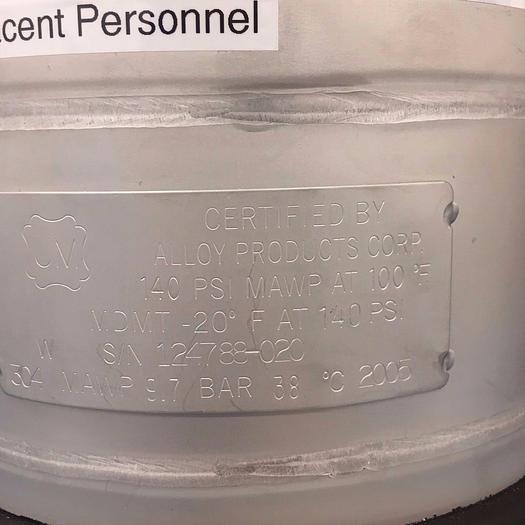 cent Personnel
CERTIFIED BY
U.V. ALLOY PRODUCTS CORP.
140 PSI MAWP AT 100 °F
M.D.M.T -20° F AT 140 PSI
W S/N 124788-020
304 MAWP 9.7 BAR 38 °C 2005